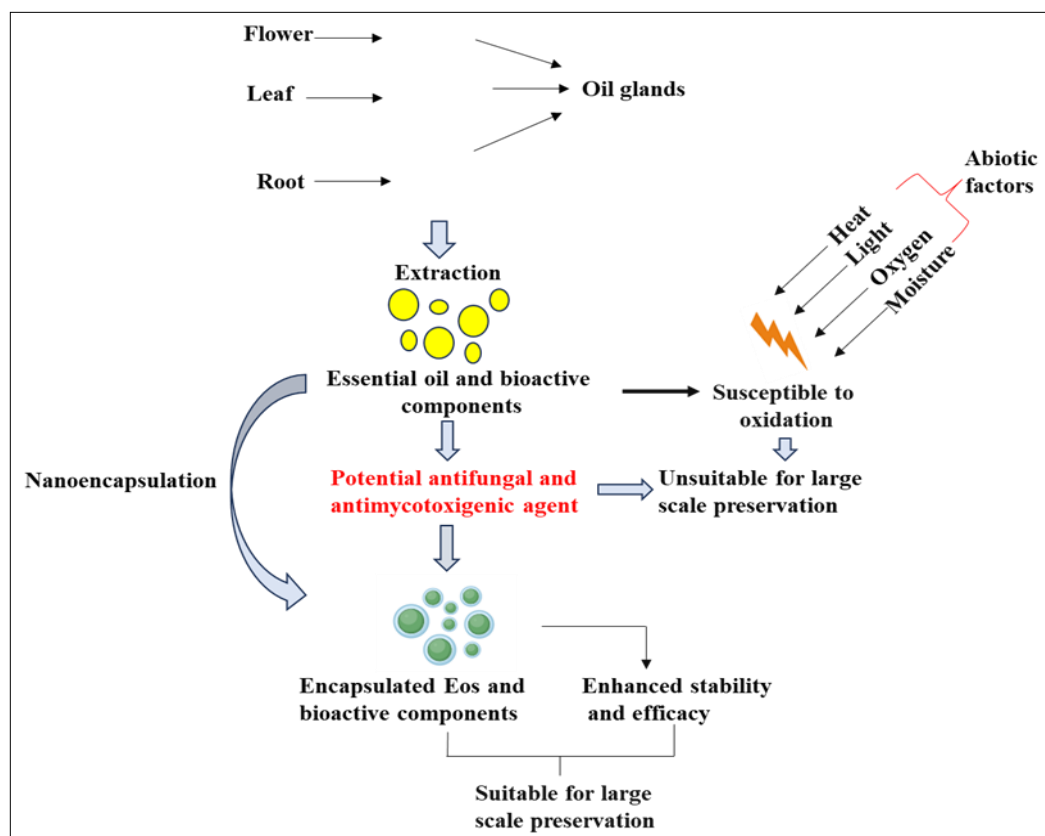 Flower
Leaf
Oil glands
Root
Abiotic
factors
Heat
Light
Oxygen
Moisture
Extraction
Essential oil and bioactive
components
Susceptible to
oxidation
Nanoencapsulation
Potential antifungal and
antimycotoxigenic agent
Unsuitable for large
scale preservation
Encapsulated Eos and
bioactive components
Enhanced stability
and efficacy
Suitable for large
scale preservation